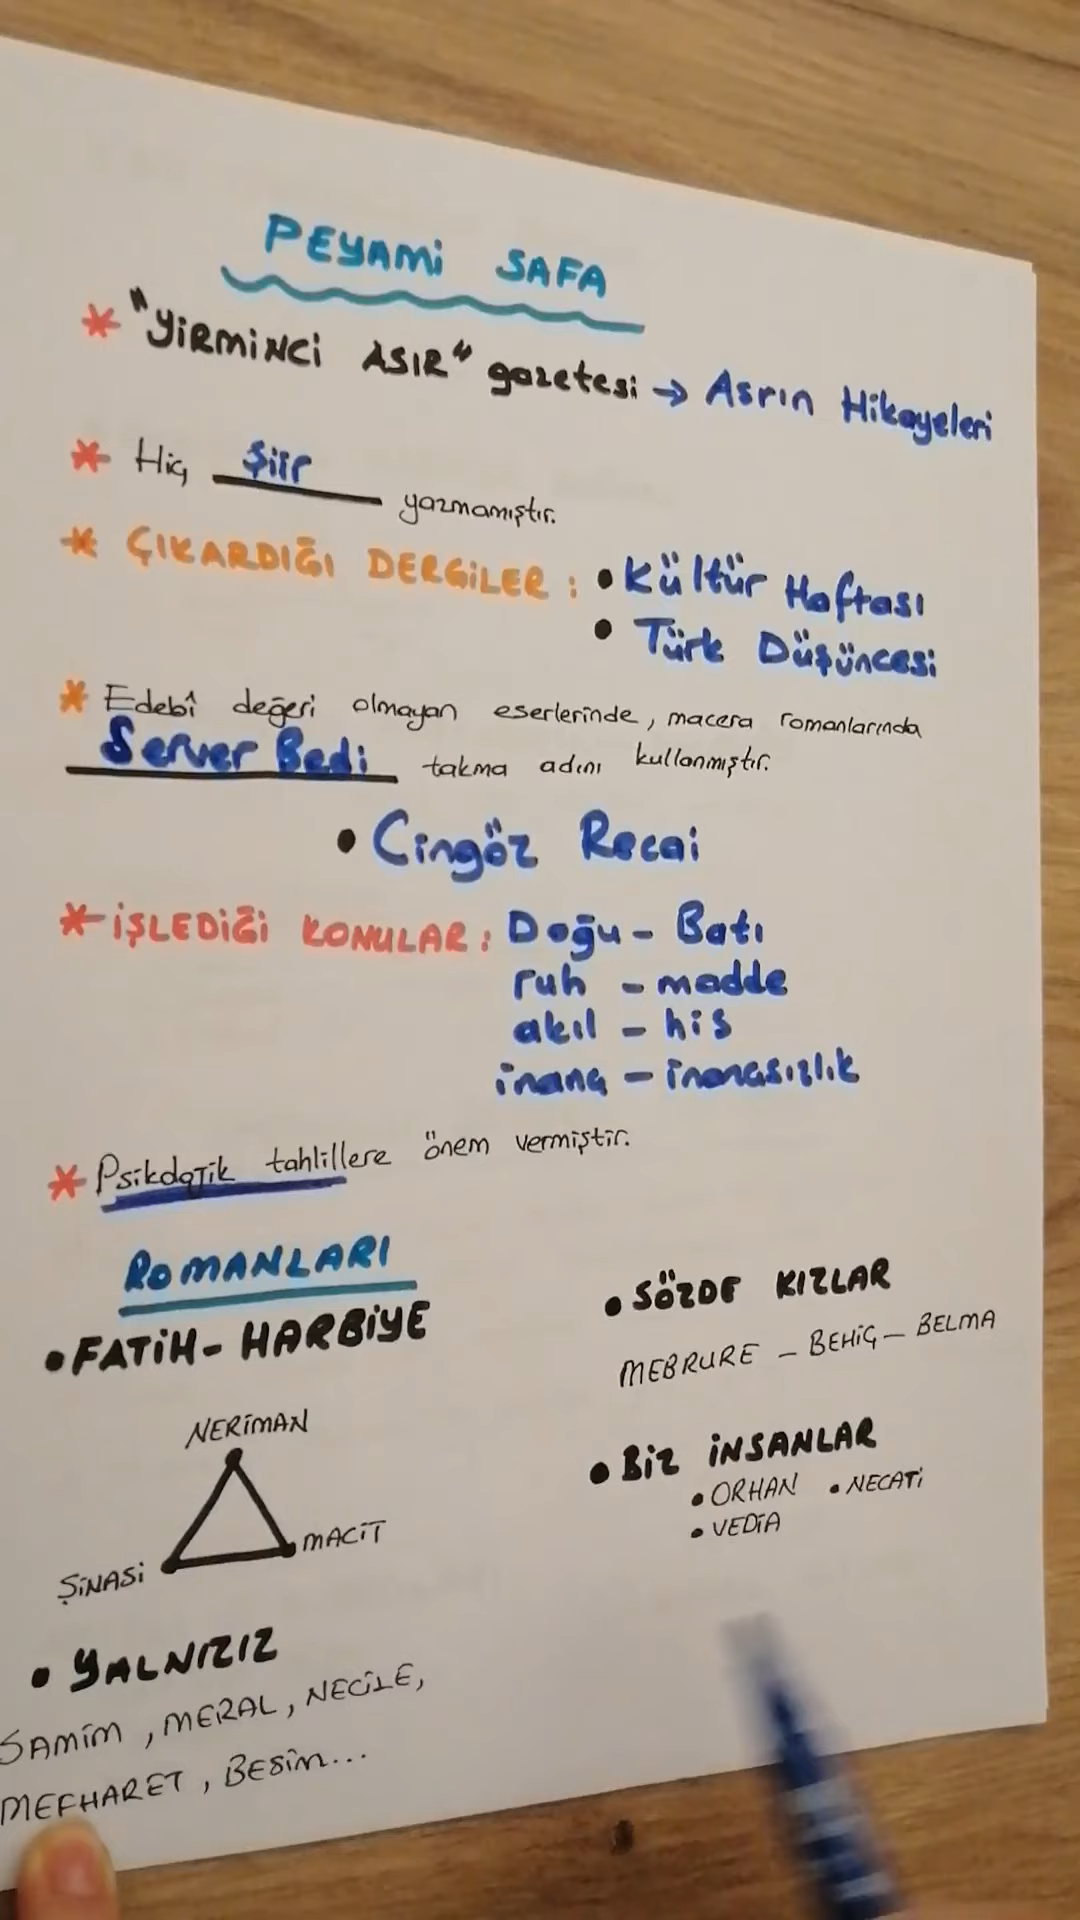 PEYAMİ SAFA
* "YİRMİNCİ ASIR" gazetesi → Asrın Hikayeleri
* Hiç Şiir yazmamıştır.
* ÇIKARDIĞI DERGİLER : • Kültür Haftası
• Türk Düşüncesi
* Edebî değeri olmayan eserlerinde, macera romanlarında
Server Bedi takma adını kullanmıştır.
• Cingöz Recai
* İŞLEDİĞİ KONULAR : Doğu - Batı
ruh - madde
akıl - his
inanç - inançsızlık
* Psikolojik tahlillere önem vermiştir.
ROMANLARI
• FATİH - HARBİYE
NERİMAN
MACİT
ŞİNASİ
• YALNIZIZ
SAMİM, MERAL, NECİLE,
MEFHARET, BESİM...
• SÖZDE KIZLAR
MEBRURE - BEHİÇ - BELMA
• BİZ İNSANLAR
• ORHAN • NECATİ
• VEDİA